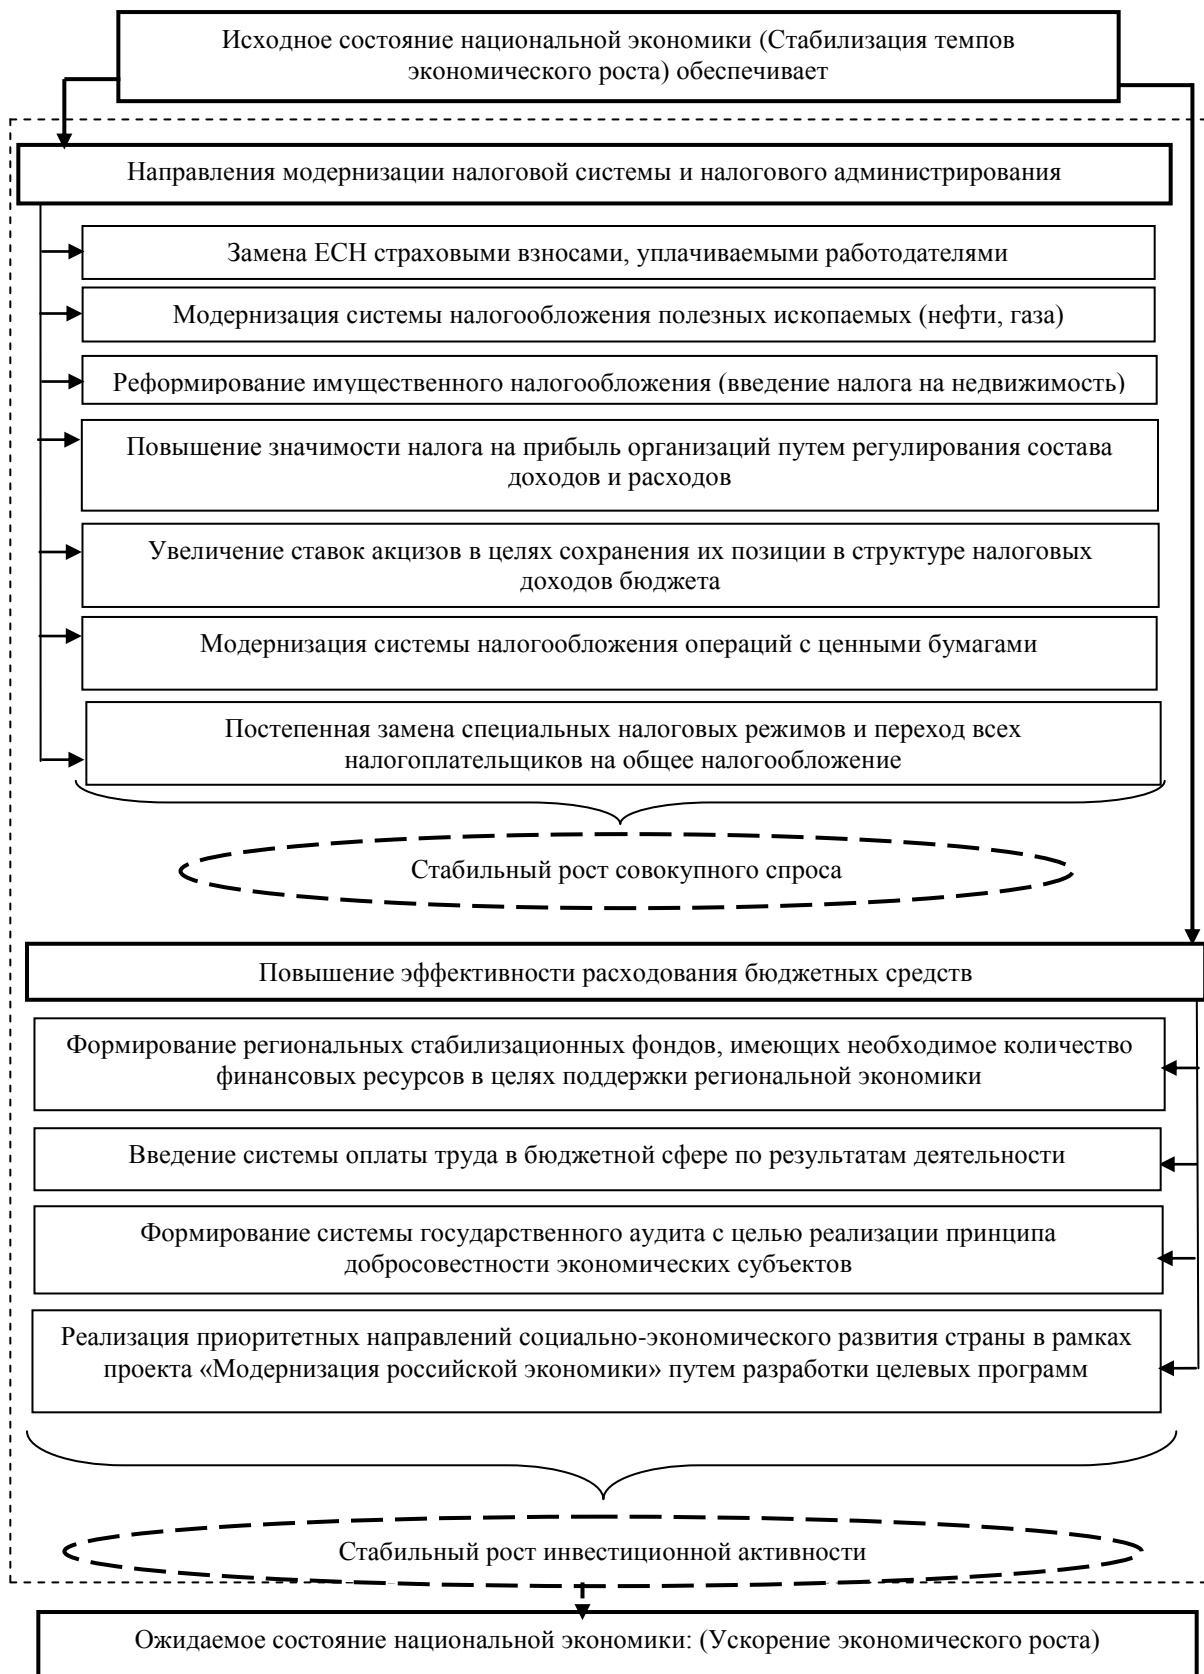 Исходное состояние национальной экономики (Стабилизация темпов
экономического роста) обеспечивает
Направления модернизации налоговой системы и налогового администрирования
Замена ЕСН страховыми взносами, уплачиваемыми работодателями
Модернизация системы налогообложения полезных ископаемых (нефти, газа)
Реформирование имущественного налогообложения (введение налога на недвижимость)
Повышение значимости налога на прибыль организаций путем регулирования состава
доходов и расходов
Увеличение ставок акцизов в целях сохранения их позиции в структуре налоговых
доходов бюджета
Модернизация системы налогообложения операций с ценными бумагами
Постепенная замена специальных налоговых режимов и переход всех
налогоплательщиков на общее налогообложение
Стабильный рост совокупного спроса
Повышение эффективности расходования бюджетных средств
Формирование региональных стабилизационных фондов, имеющих необходимое количество
финансовых ресурсов в целях поддержки региональной экономики
Введение системы оплаты труда в бюджетной сфере по результатам деятельности
Формирование системы государственного аудита с целью реализации принципа
добросовестности экономических субъектов
Реализация приоритетных направлений социально-экономического развития страны в рамках
проекта «Модернизация российской экономики» путем разработки целевых программ
Стабильный рост инвестиционной активности
Ожидаемое состояние национальной экономики: (Ускорение экономического роста)